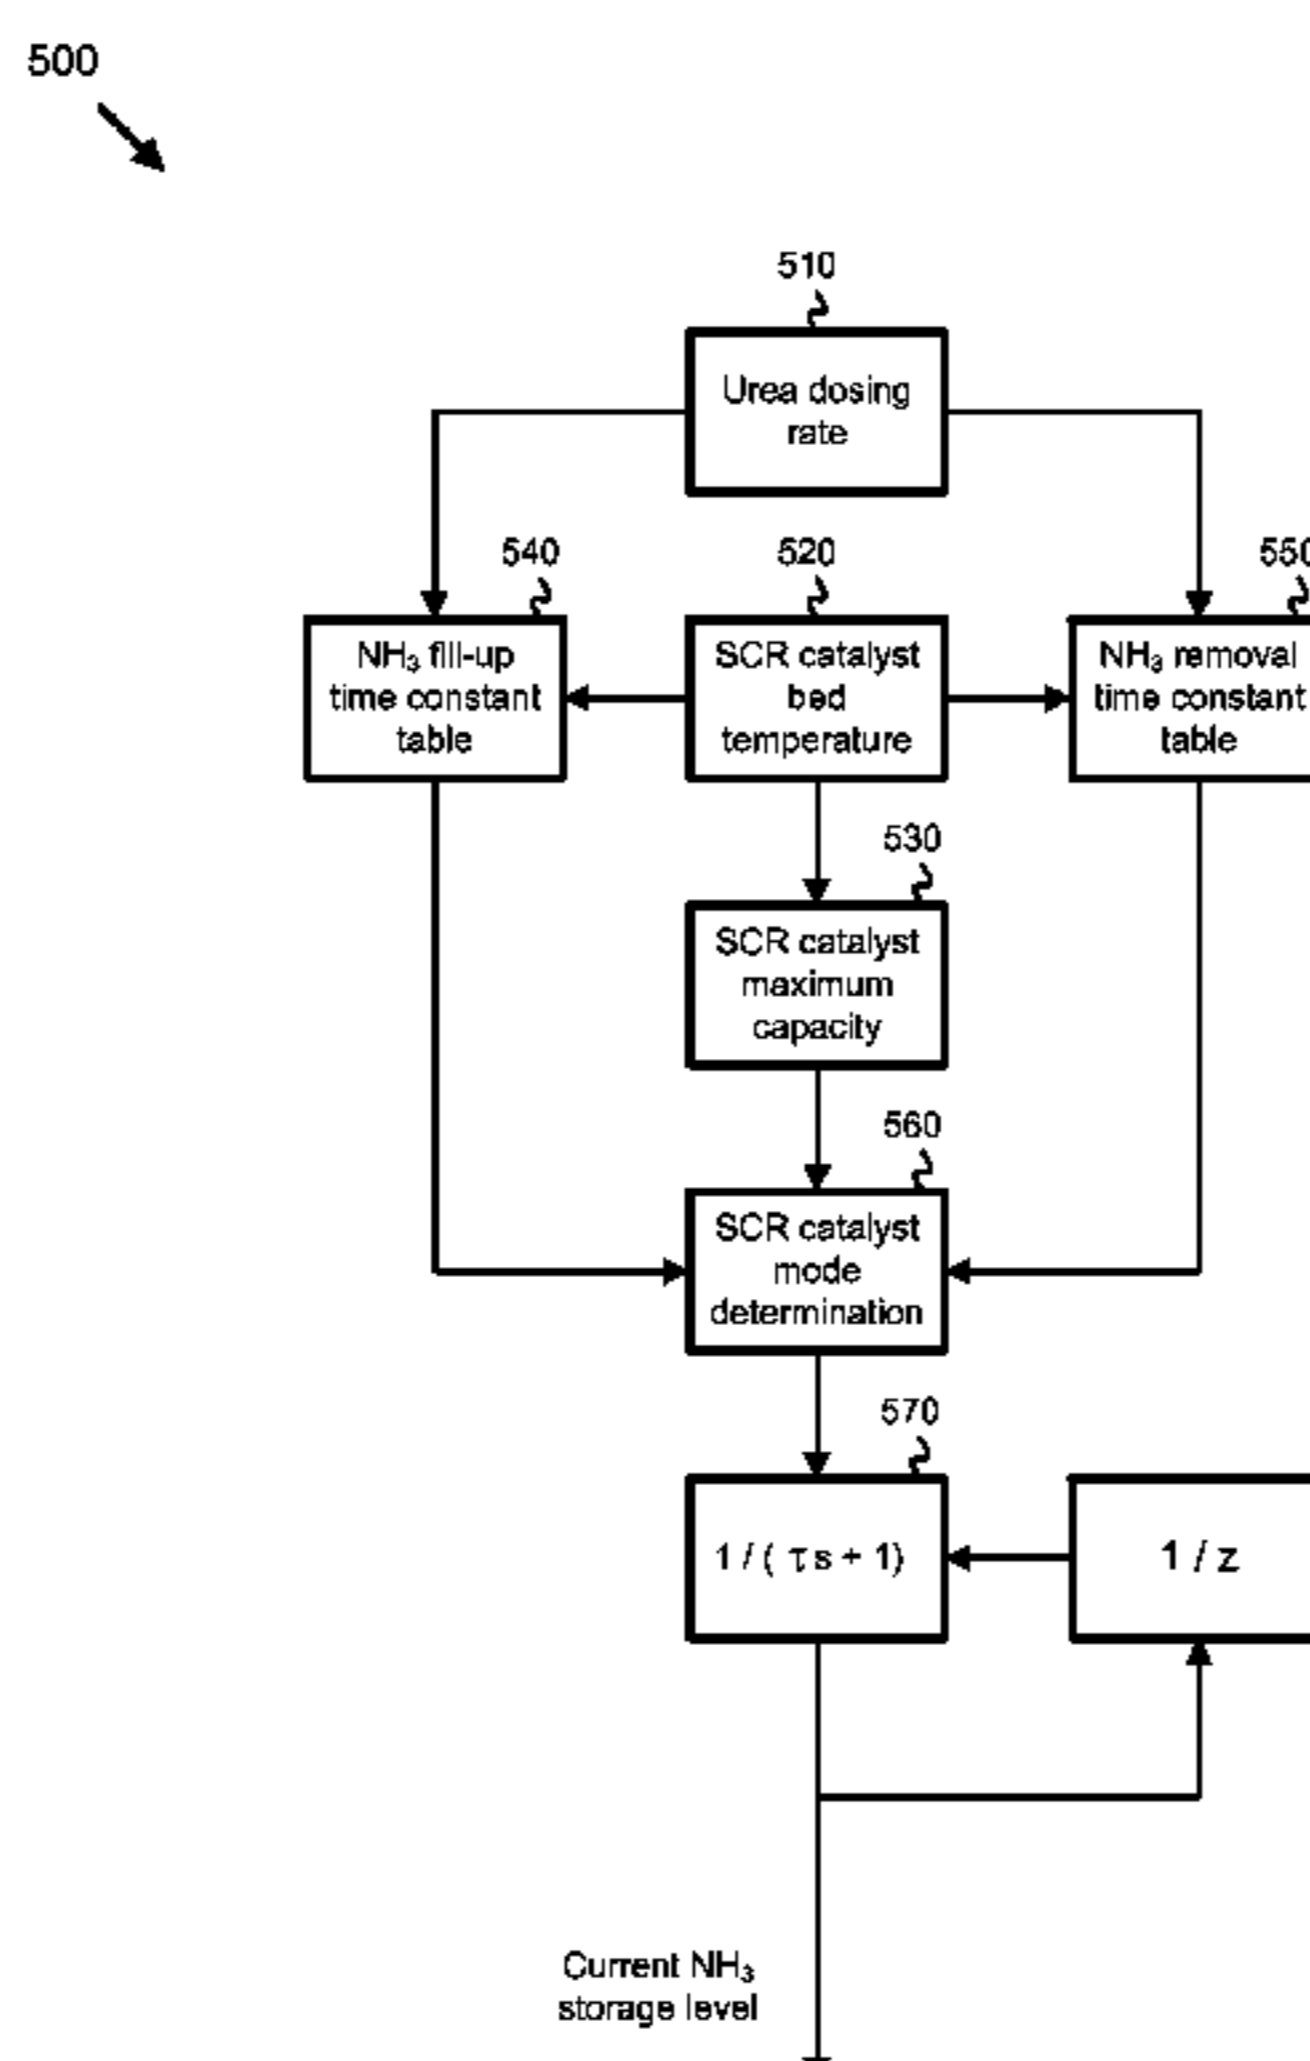 500
510
Urea dosing
rate
540
520
550
NH₃ fill-up
time constant
table
SCR catalyst
bed
temperature
NH₃ removal
time constant
table
530
SCR catalyst
maximum
capacity
560
SCR catalyst
mode
determination
570
1 / ( τ s + 1)
1 / z
Current NH₃
storage level